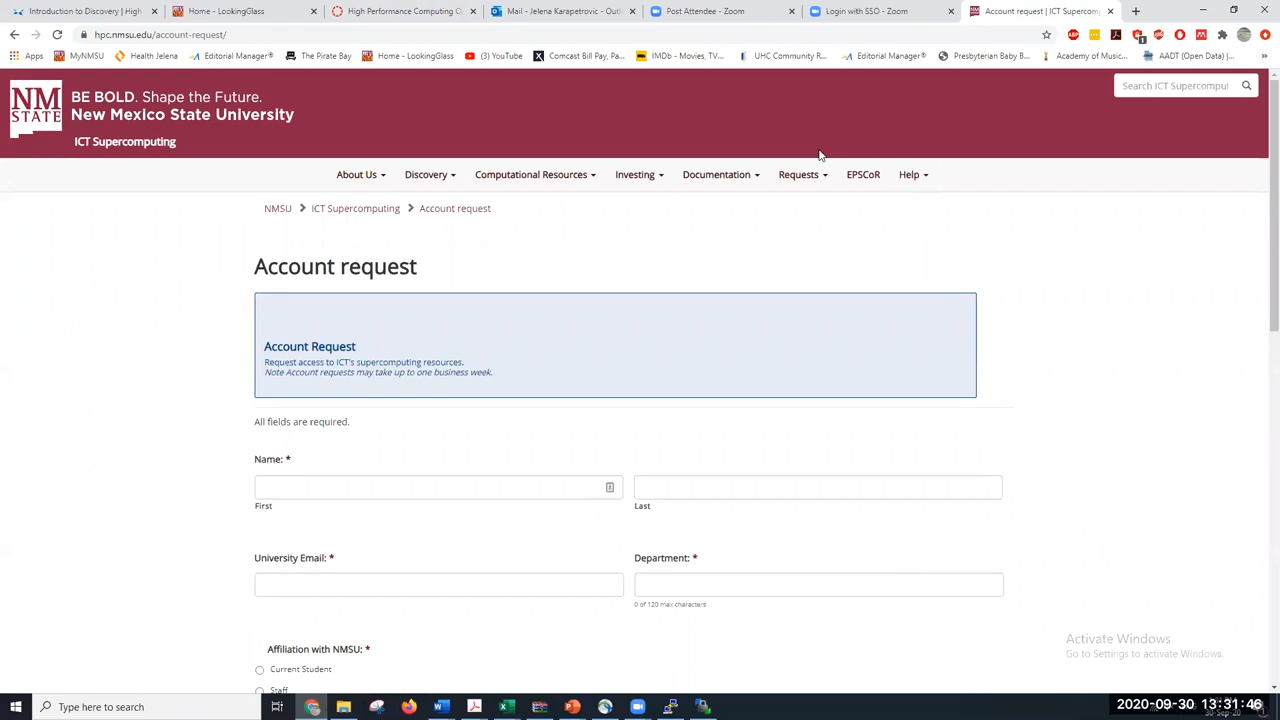 Introduction to Discovery | High
Home - LookingGlass
High Performance Computing O
Mail - Jelena Karapetrovic - Out
Post Attendee - Zoom
Login with SSO - Zoom
Account request | ICT Supercom
hpc.nmsu.edu/account-request/
Apps
MyNMSU
Health Jelena
Editorial Manager®
The Pirate Bay
Home - LookingGlass
(3) YouTube
Comcast Bill Pay, Pa...
IMDb - Movies, TV...
UHC Community R...
Editorial Manager®
Presbyterian Baby B...
Academy of Music...
AADT (Open Data) |...
NM
STATE
BE BOLD. Shape the Future.
New Mexico State University
ICT Supercomputing
Search ICT Supercomput
About Us
Discovery
Computational Resources
Investing
Documentation
Requests
EPSCoR
Help
NMSU > ICT Supercomputing > Account request
Account request
Account Request
Request access to ICT's supercomputing resources.
Note Account requests may take up to one business week.
All fields are required.
Name: *
First
Last
University Email: *
Department: *
0 of 120 max characters
Affiliation with NMSU: *
Current Student
Staff
Activate Windows
Go to Settings to activate Windows.
Type here to search
2020-09-30 13:31:46
30-Sep-20